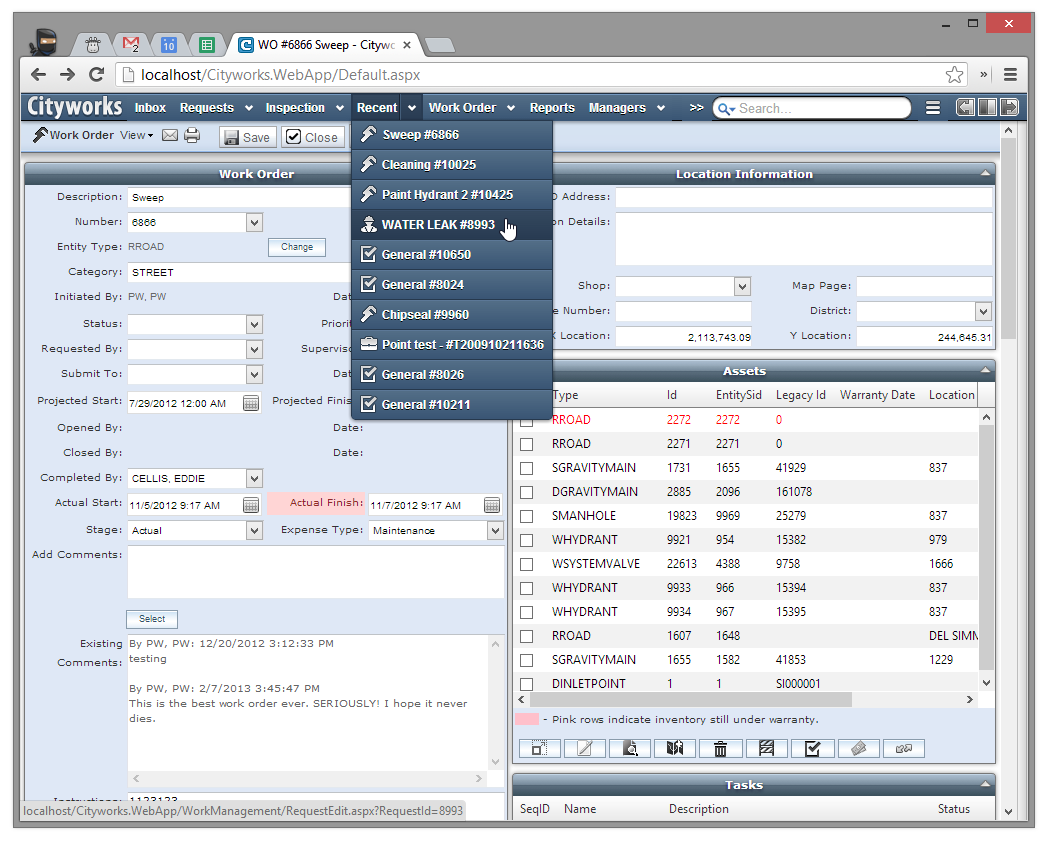 2
10
WO #6866 Sweep - Citywc
localhost/Cityworks.WebApp/Default.aspx
Cityworks Inbox Requests Inspection Recent Work Order Reports Managers >> Search...
Work Order View Save Close
Sweep #6866
Cleaning #10025
Paint Hydrant 2 #10425
WATER LEAK #8993
General #10650
General #8024
Chipseal #9960
Point test - #T200910211636
General #8026
General #10211
Work Order
Description: Sweep
Number: 6866
Entity Type: RROAD Change
Category: STREET
Initiated By: PW, PW Dat
Status: Priorit
Requested By: Superviso
Submit To: Dat
Projected Start: 7/29/2012 12:00 AM Projected Finis
Opened By: Date:
Closed By: Date:
Completed By: CELLIS, EDDIE
Actual Start: 11/5/2012 9:17 AM Actual Finish: 11/7/2012 9:17 AM
Stage: Actual Expense Type: Maintenance
Add Comments:
Select
Existing Comments:
By PW, PW: 12/20/2012 3:12:33 PM
testing
By PW, PW: 2/7/2013 3:45:47 PM
This is the best work order ever. SERIOUSLY! I hope it never
dies.
1123123
localhost/Cityworks.WebApp/WorkManagement/RequestEdit.aspx?RequestId=8993
Location Information
Address:
on Details:
Shop: Map Page:
e Number: District:
X Location: 2,113,743.09 Y Location: 244,645.31
Assets
Type Id EntitySid Legacy Id Warranty Date Location
RROAD 2272 2272 0
RROAD 2271 2271 0
SGRAVITYMAIN 1731 1655 41929 837
DGRAVITYMAIN 2885 2096 161078
SMANHOLE 19823 9969 25279 837
WHYDRANT 9921 954 15382 979
WSYSTEMVALVE 22613 4388 9758 1666
WHYDRANT 9933 966 15394 837
WHYDRANT 9934 967 15395 837
RROAD 1607 1648 DEL SIMM
SGRAVITYMAIN 1655 1582 41853 1229
DINLETPOINT 1 1 SI000001
- Pink rows indicate inventory still under warranty.
Tasks
SeqID Name Description Status